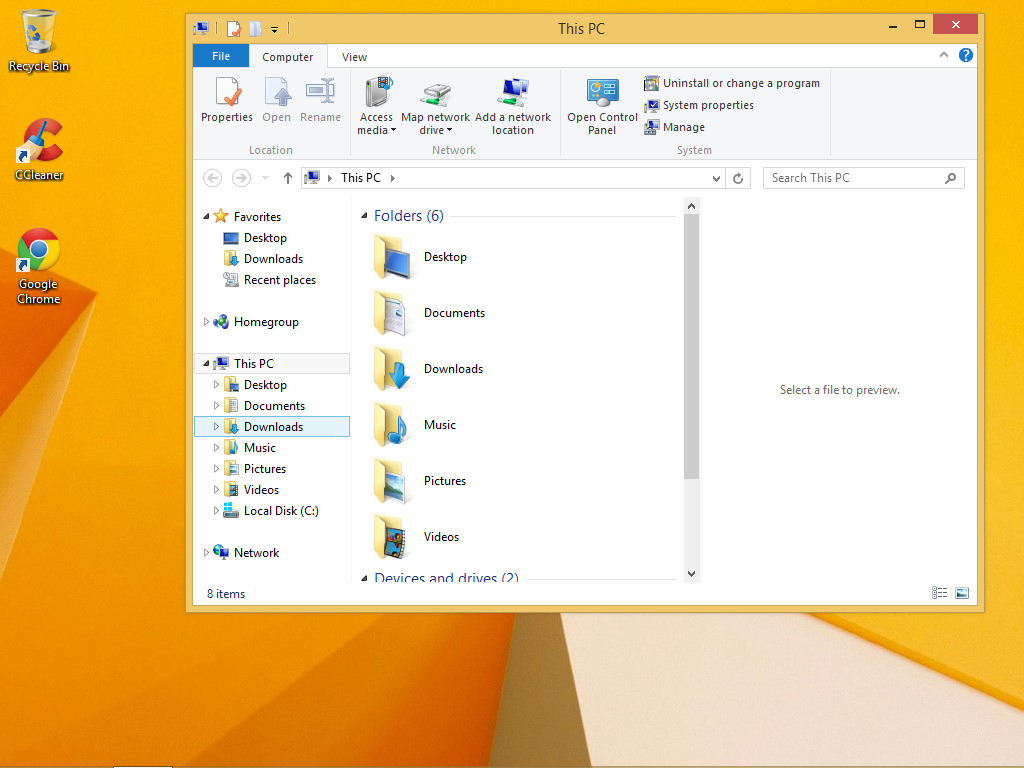 Recycle Bin
CCleaner
Google
Chrome
This PC
File
Computer
View
Properties
Open
Rename
Location
Access
media
Map network
drive
Add a network
location
Network
Open Control
Panel
Uninstall or change a program
System properties
Manage
System
This PC
Search This PC
Favorites
Desktop
Downloads
Recent places
Homegroup
This PC
Desktop
Documents
Downloads
Music
Pictures
Videos
Local Disk (C:)
Network
Folders (6)
Desktop
Documents
Downloads
Music
Pictures
Videos
Devices and drives (2)
Select a file to preview.
8 items